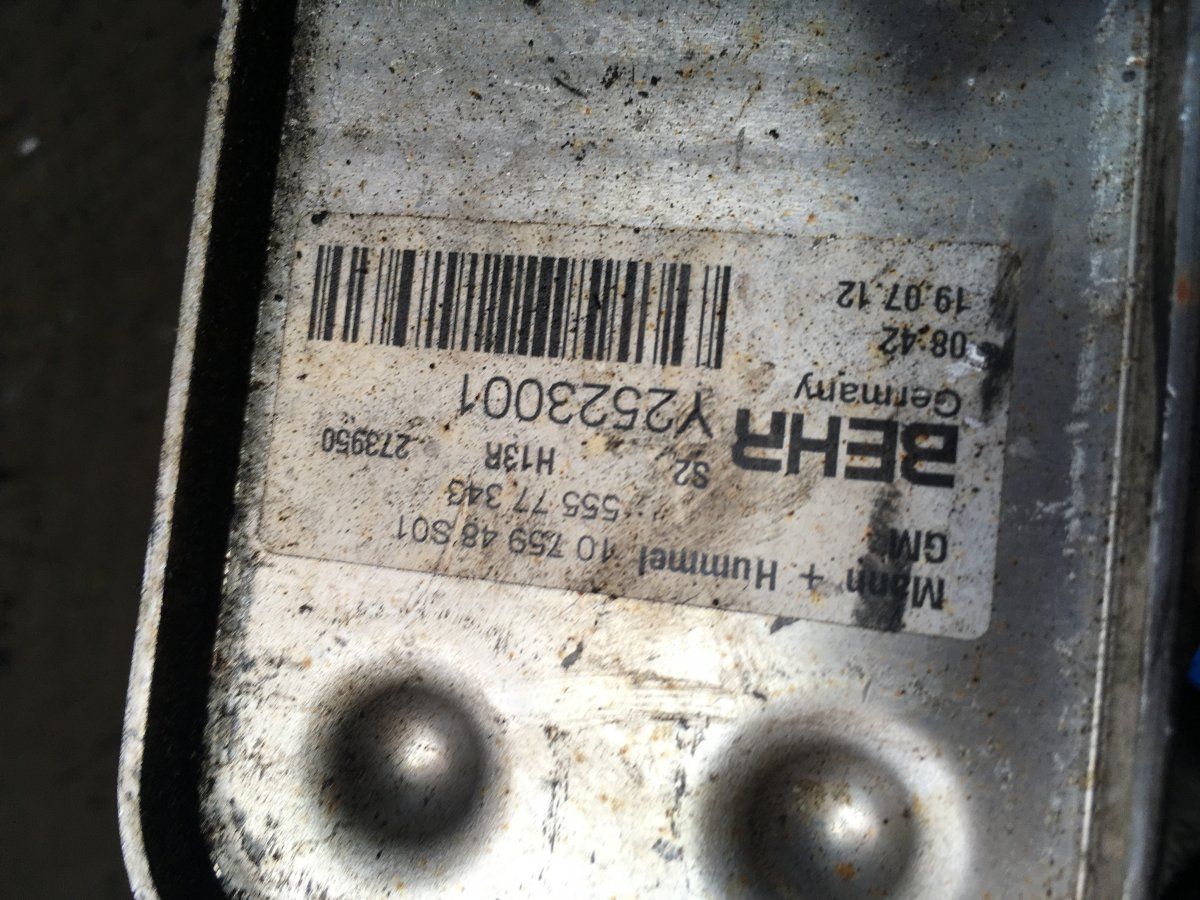 Mann + Hummel 10 759 48 S01
GM: 555 77 343
BEHR S2 H13R 273950
Germany Y2523001
08:42
19.07.12